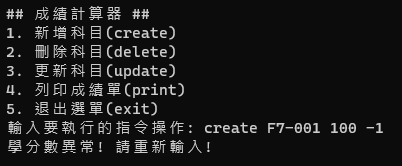 ## 成績計算器 ##
1. 新增科目(create)
2. 刪除科目(delete)
3. 更新科目(update)
4. 列印成績單(print)
5. 退出選單(exit)
輸入要執行的指令操作: create F7-001 100 -1
學分數異常! 請重新輸入!